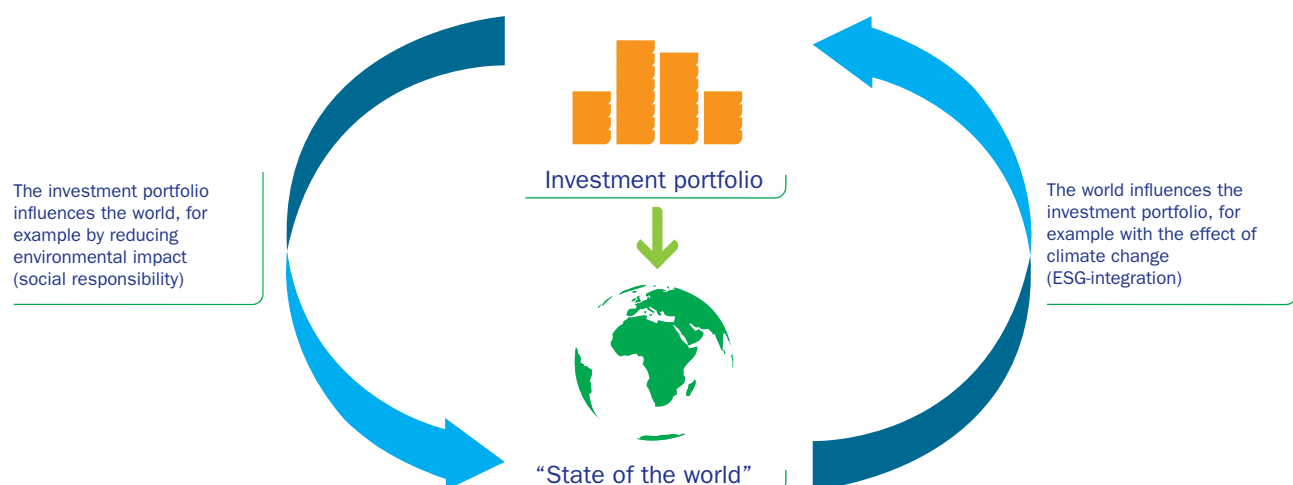 Investment portfolio
The investment portfolio
influences the world, for
example by reducing
environmental impact
(social responsibility)
The world influences the
investment portfolio, for
example with the effect of
climate change
(ESG-integration)
“State of the world”